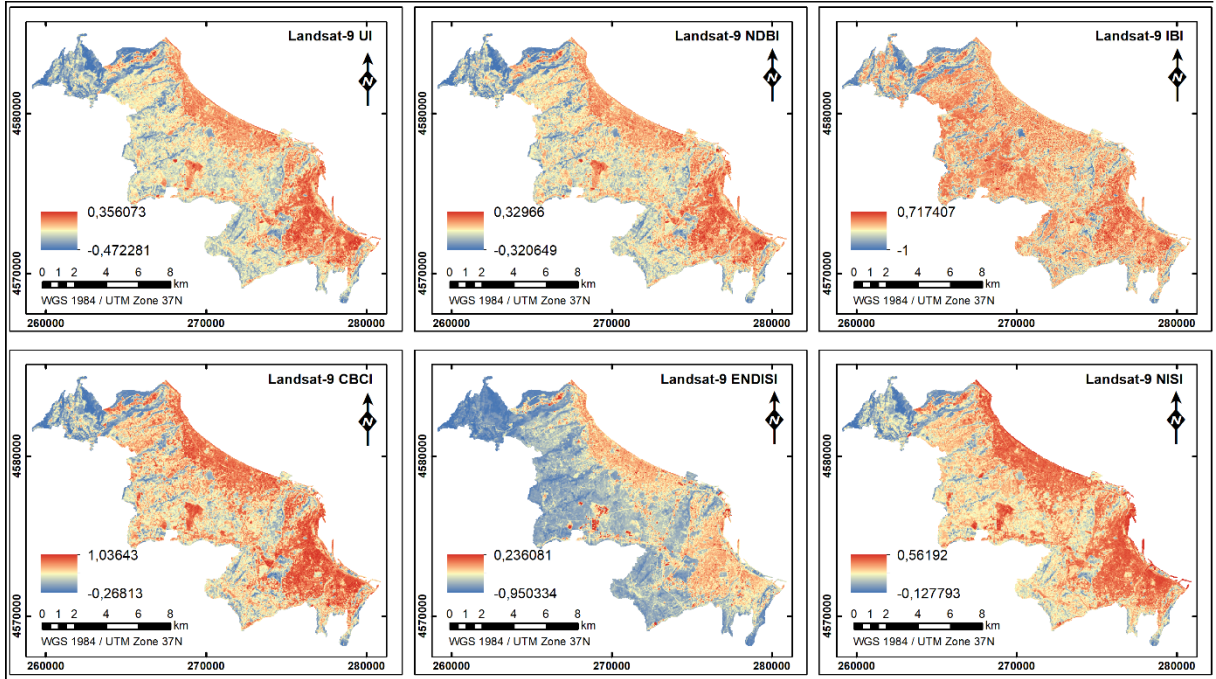 Landsat-9 UI
N
4580000
4570000
0,356073
-0,472281
0 1 2 4 6 8
km
WGS 1984 / UTM Zone 37N
260000 270000 280000
Landsat-9 NDBI
N
4580000
4570000
0,32966
-0,320649
0 1 2 4 6 8
km
WGS 1984 / UTM Zone 37N
260000 270000 280000
Landsat-9 IBI
N
4580000
4570000
0,717407
-1
0 1 2 4 6 8
km
WGS 1984 / UTM Zone 37N
260000 270000 280000
Landsat-9 CBCI
N
4580000
4570000
1,03643
-0,26813
0 1 2 4 6 8
km
WGS 1984 / UTM Zone 37N
260000 270000 280000
Landsat-9 ENDISI
N
4580000
4570000
0,236081
-0,950334
0 1 2 4 6 8
km
WGS 1984 / UTM Zone 37N
260000 270000 280000
Landsat-9 NISI
N
4580000
4570000
0,56192
-0,127793
0 1 2 4 6 8
km
WGS 1984 / UTM Zone 37N
260000 270000 280000